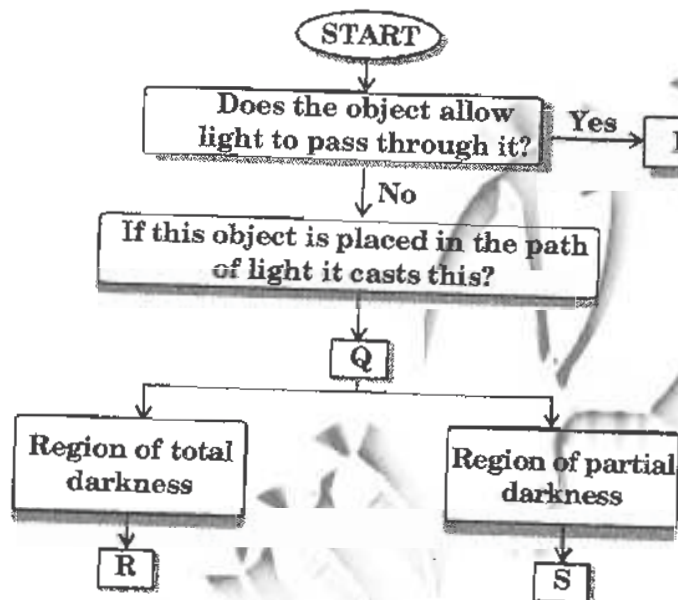 START
Does the object allow
light to pass through it?
Yes
No
If this object is placed in the path
of light it casts this?
Q
Region of total
darkness
Region of partial
darkness
R
S